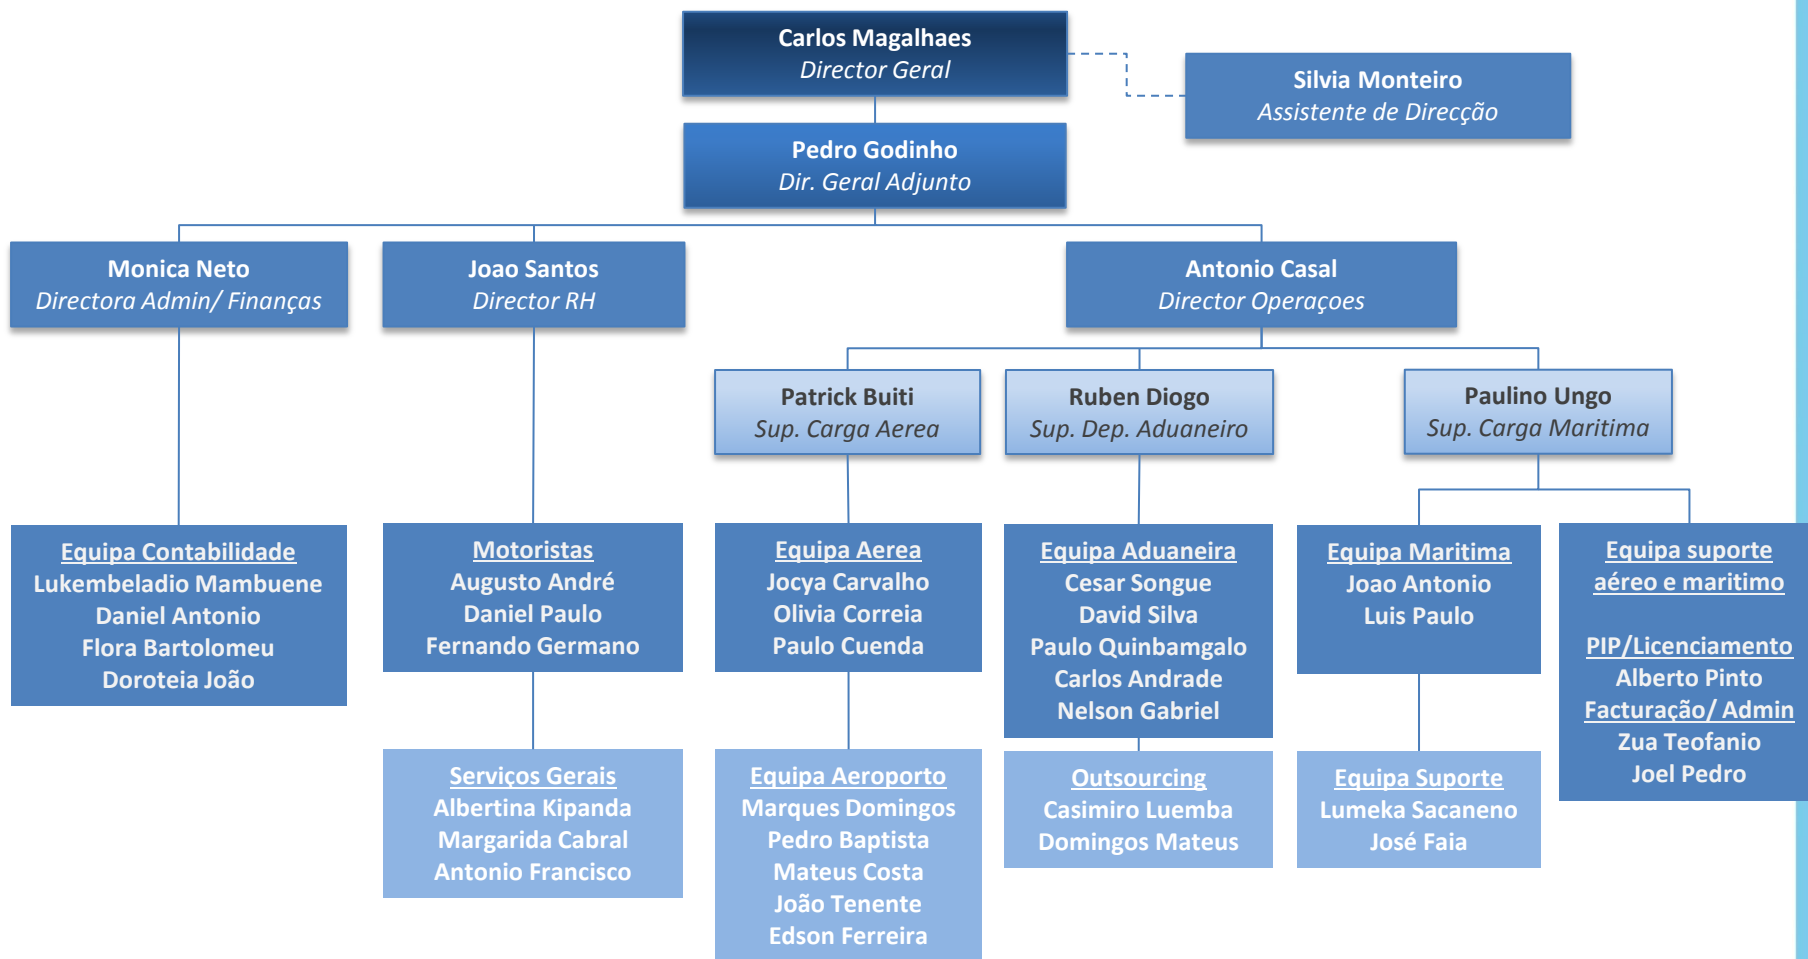 Carlos Magalhaes
Director Geral
Silvia Monteiro
Assistente de Direcção
Pedro Godinho
Dir. Geral Adjunto
Monica Neto
Directora Admin/ Finanças
Joao Santos
Director RH
Antonio Casal
Director Operaçoes
Patrick Buiti
Sup. Carga Aerea
Ruben Diogo
Sup. Dep. Aduaneiro
Paulino Ungo
Sup. Carga Maritima
Equipa Contabilidade
Lukembeladio Mambuene
Daniel Antonio
Flora Bartolomeu
Doroteia João
Motoristas
Augusto André
Daniel Paulo
Fernando Germano
Equipa Aerea
Jocya Carvalho
Olivia Correia
Paulo Cuenda
Equipa Aduaneira
Cesar Songue
David Silva
Paulo Quinbamgalo
Carlos Andrade
Nelson Gabriel
Equipa Maritima
Joao Antonio
Luis Paulo
Equipa suporte
aéreo e maritimo
PIP/Licenciamento
Alberto Pinto
Facturação/ Admin
Zua Teofanio
Joel Pedro
Serviços Gerais
Albertina Kipanda
Margarida Cabral
Antonio Francisco
Equipa Aeroporto
Marques Domingos
Pedro Baptista
Mateus Costa
João Tenente
Edson Ferreira
Outsourcing
Casimiro Luemba
Domingos Mateus
Equipa Suporte
Lumeka Sacaneno
José Faia